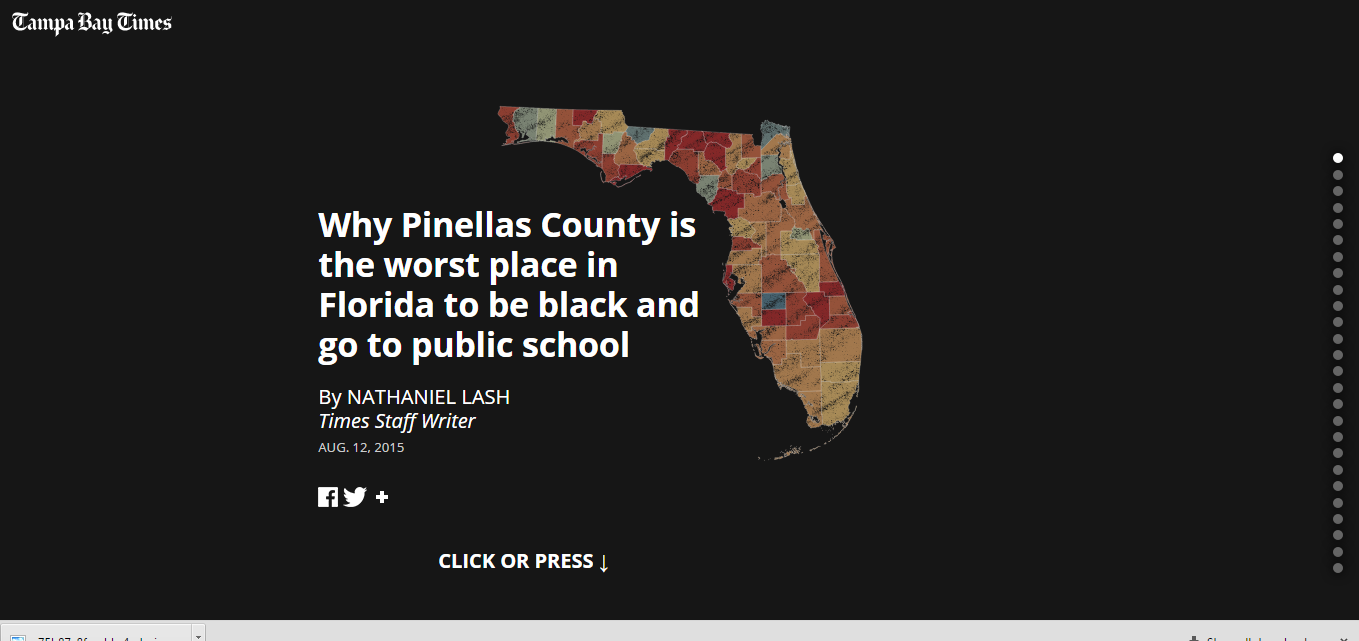 Tampa Bay Times
Why Pinellas County is
the worst place in
Florida to be black and
go to public school
By NATHANIEL LASH
Times Staff Writer
AUG. 12, 2015
CLICK OR PRESS ↓